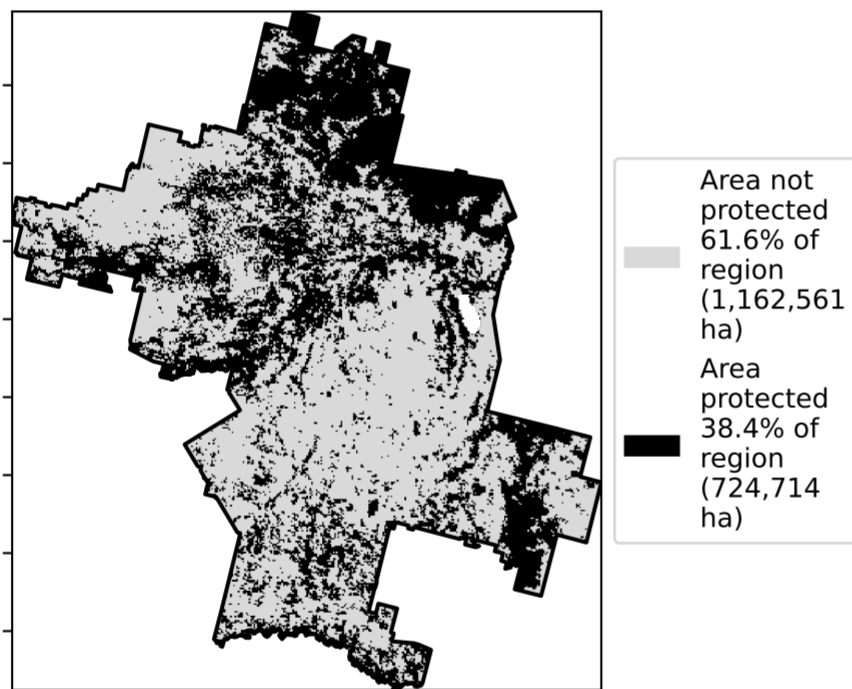 Area not
protected
61.6% of
region
(1,162,561
ha)
Area
protected
38.4% of
region
(724,714
ha)